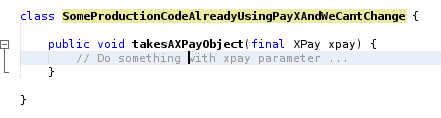 class SomeProductionCodeAlreadyUsingPayXAndWeCantChange {
public void takesAXPayObject(final XPay xpay) {
// Do something with xpay parameter ...
}
}